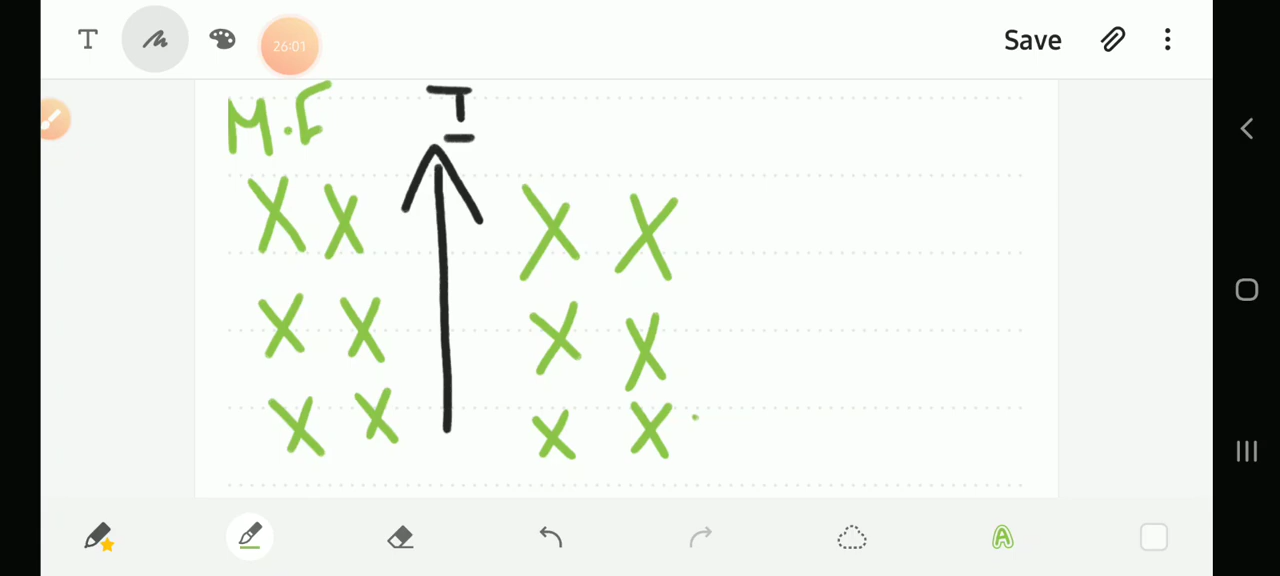 26:01
Save
M.E I
X X X X
X X X X
X X X X